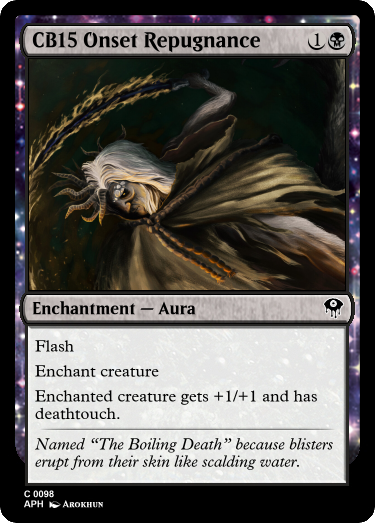 CB15 Onset Repugnance 1
Enchantment — Aura
Flash
Enchant creature
Enchanted creature gets +1/+1 and has
deathtouch.
Named “The Boiling Death” because blisters
erupt from their skin like scalding water.
C 0098
APH Arokhun